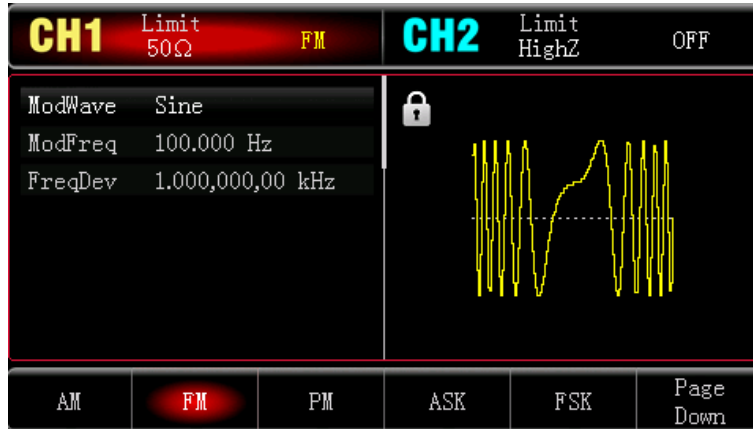 CH1 Limit 50Ω FM
CH2 Limit HighZ OFF
ModWave Sine
ModFreq 100.000 Hz
FreqDev 1.000,000,00 kHz
AM FM PM ASK FSK Page Down